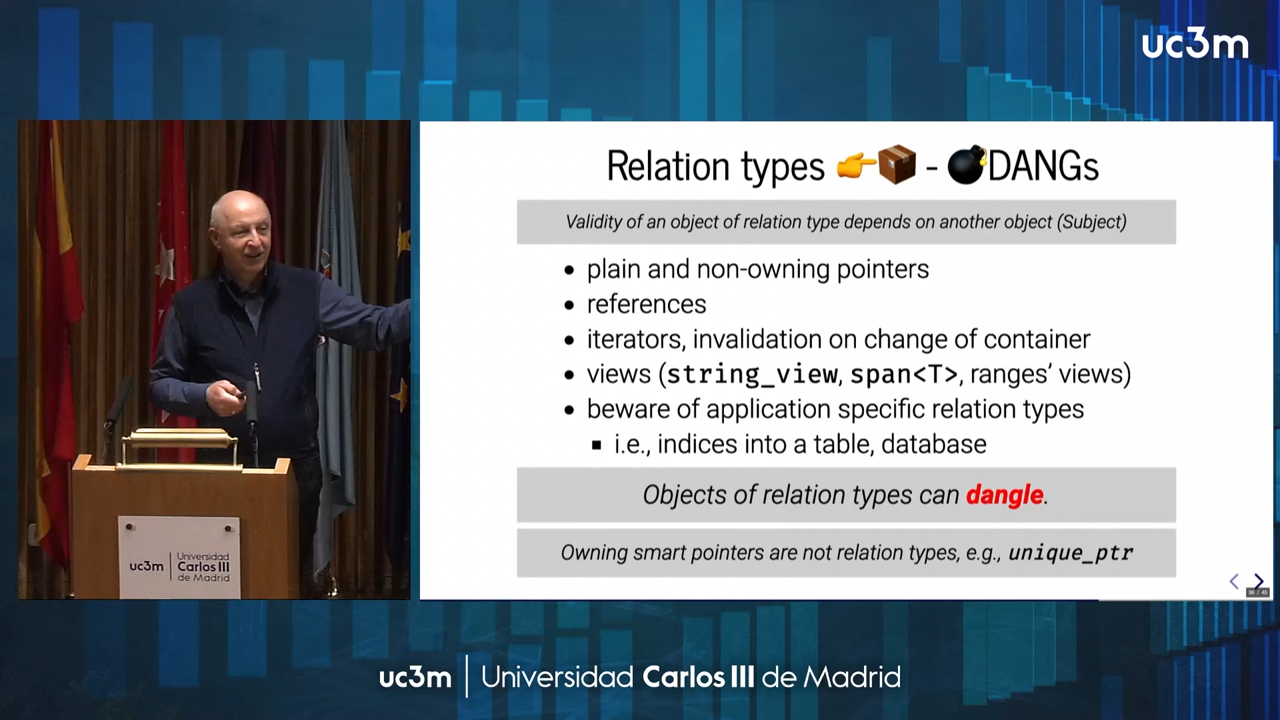 uc3m
Relation types 👉📦 - 💣DANGs
Validity of an object of relation type depends on another object (Subject)
• plain and non-owning pointers
• references
• iterators, invalidation on change of container
• views (string_view, span<T>, ranges’ views)
• beware of application specific relation types
▪ i.e., indices into a table, database
Objects of relation types can dangle.
Owning smart pointers are not relation types, e.g., unique_ptr
uc3m
Universidad
Carlos III
de Madrid
uc3m | Universidad Carlos III de Madrid